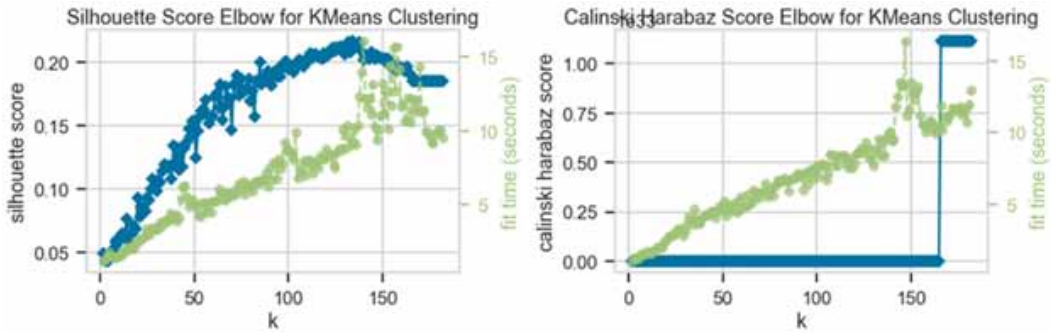 Silhouette Score Elbow for KMeans Clustering
silhouette score
0.20
0.15
0.10
0.05
15
10
5
fit time (seconds)
0 50 100 150
k
Calinski Harabaz Score Elbow for KMeans Clustering
1e33
calinski harabaz score
1.00
0.75
0.50
0.25
0.00
15
10
5
fit time (seconds)
0 50 100 150
k